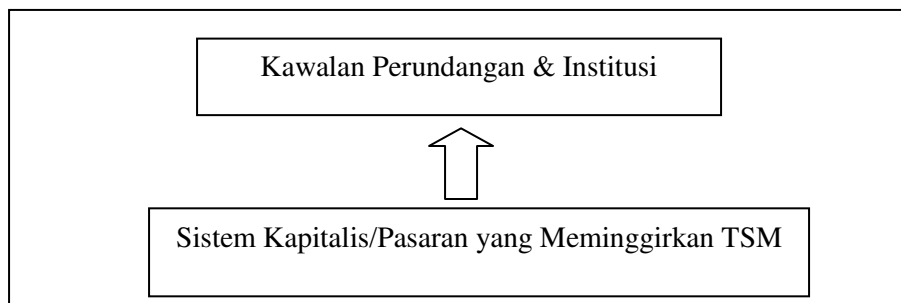 Kawalan Perundangan & Institusi
Sistem Kapitalis/Pasaran yang Meminggirkan TSM